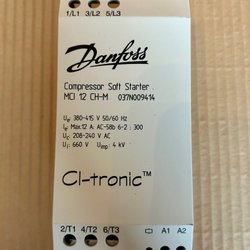 1/L1 3/L2 5/L3
Danfoss
Compressor Soft Starter
MCI 12 CH-M 037N009414
Ue 380-415 V 50/60 Hz
Ie: Max.12 A: AC-58b 6-2 : 300
Uc 208-240 V AC
Ui: 660 V Uimp: 4 kV
CI-tronic™
2/T1 4/T2 6/T3 A1 A2